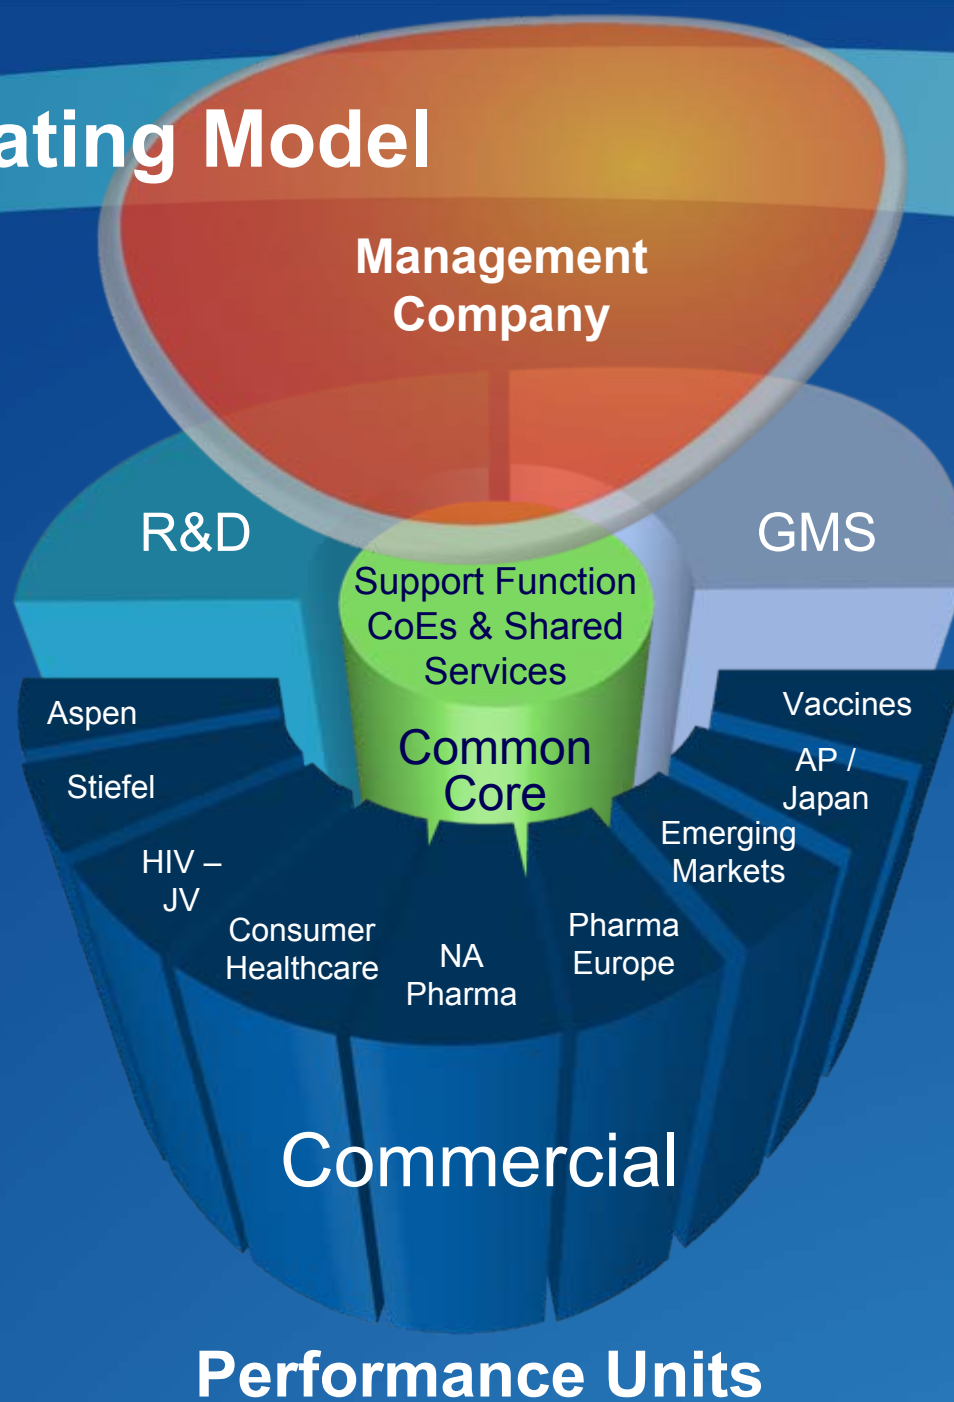 ating Model
Management
Company
R&D
GMS
Support Function
CoEs & Shared
Services
Common
Core
Aspen
Stiefel
HIV –
JV
Consumer
Healthcare
NA
Pharma
Pharma
Europe
Emerging
Markets
AP /
Japan
Vaccines
Commercial
Performance Units